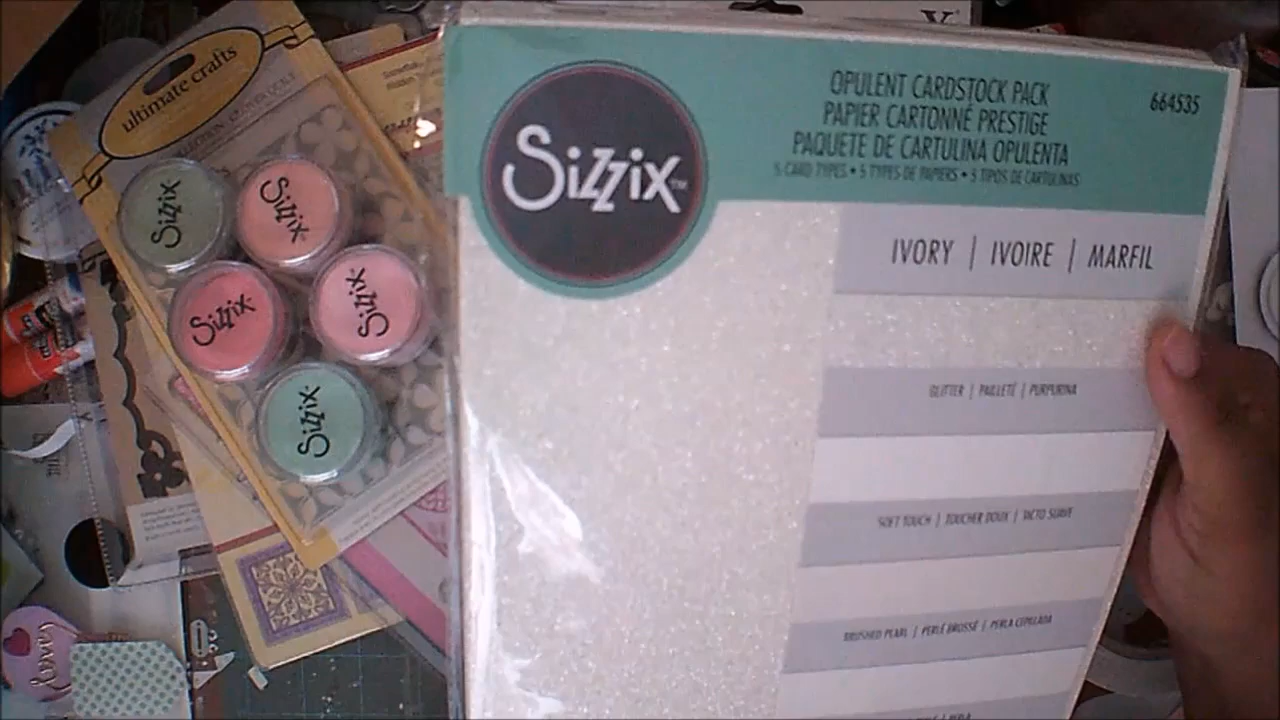 ultimate crafts
Sizzix
Sizzix
Sizzix
Sizzix
Sizzix
Sizzix™
OPULENT CARDSTOCK PACK
PAPIER CARTONNÉ PRESTIGE
PAQUETE DE CARTULINA OPULENTA
5 CARD TYPES • 5 TYPES DE PAPIERS • 5 TIPOS DE CARTULINAS
664535
IVORY | IVOIRE | MARFIL
GLITTER | PAILLETÉ | PURPURINA
SOFT TOUCH | TOUCHER DOUX | TACTO SUAVE
BRUSHED PEARL | PERLÉ BROSSÉ | PERLA CEPILLADA